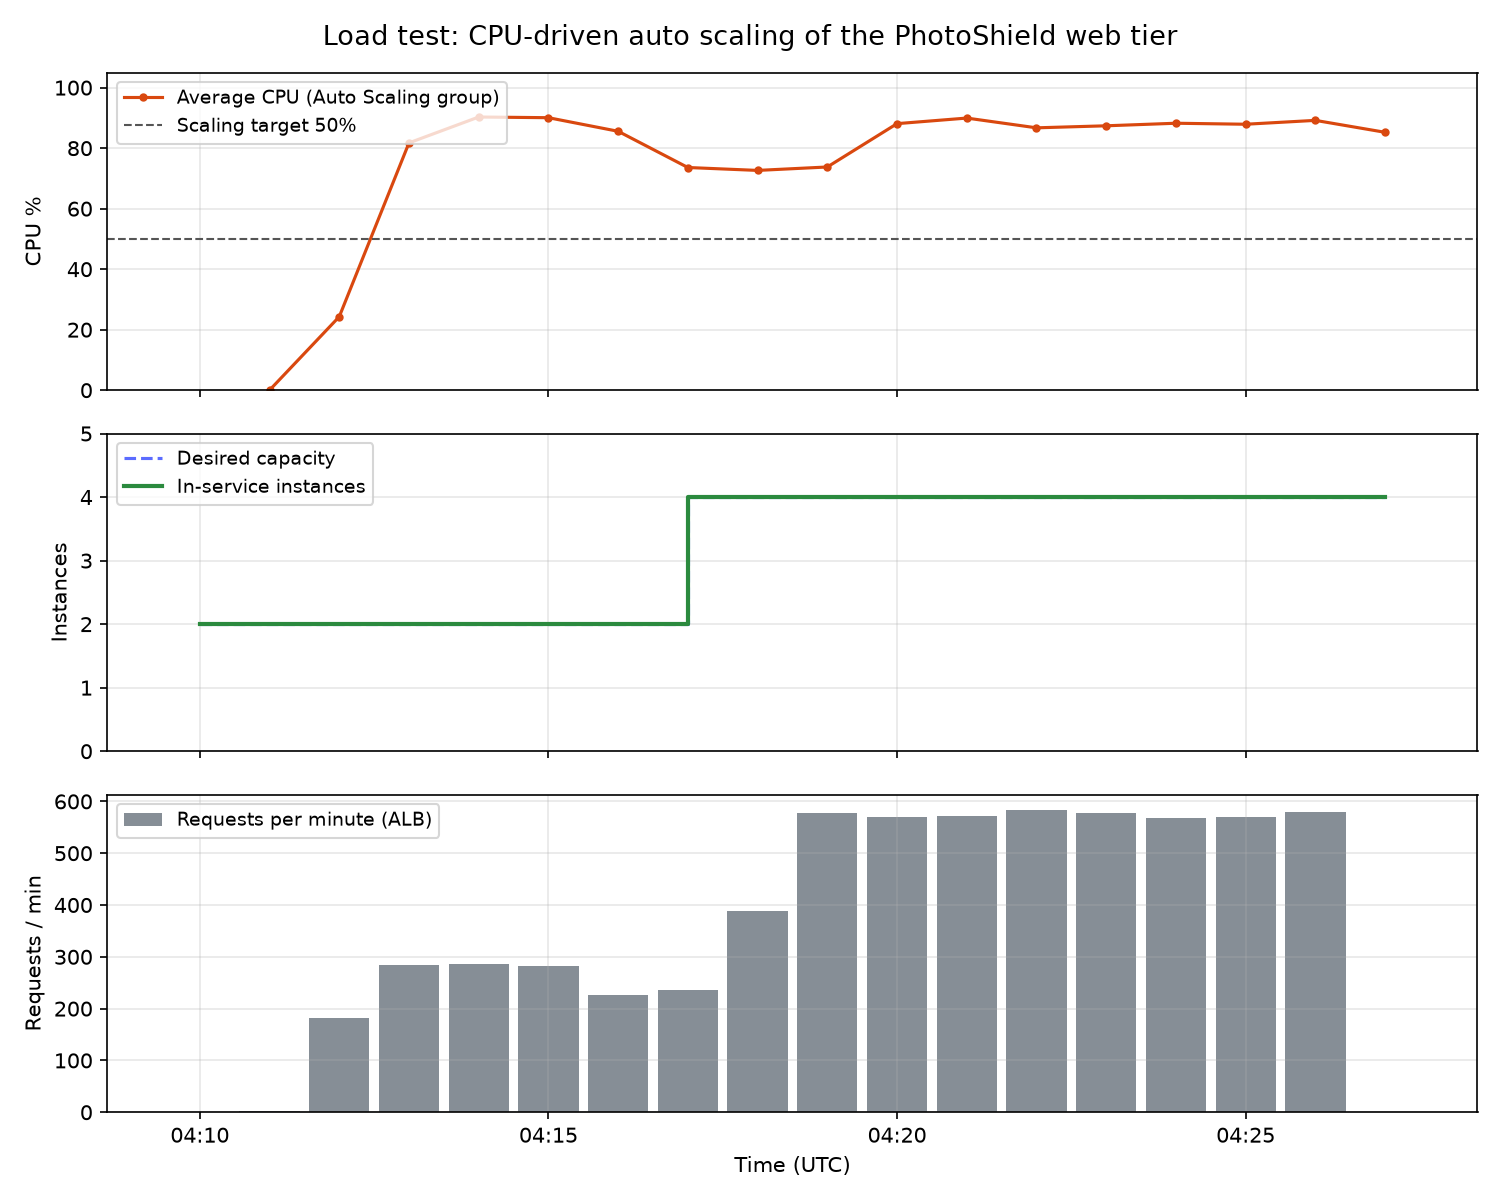 Load test: CPU-driven auto scaling of the PhotoShield web tier
Average CPU (Auto Scaling group)
Scaling target 50%
CPU %
100
80
60
40
20
0
Desired capacity
In-service instances
Instances
5
4
3
2
1
0
Requests per minute (ALB)
Requests / min
600
500
400
300
200
100
0
04:10 04:15 04:20 04:25
Time (UTC)